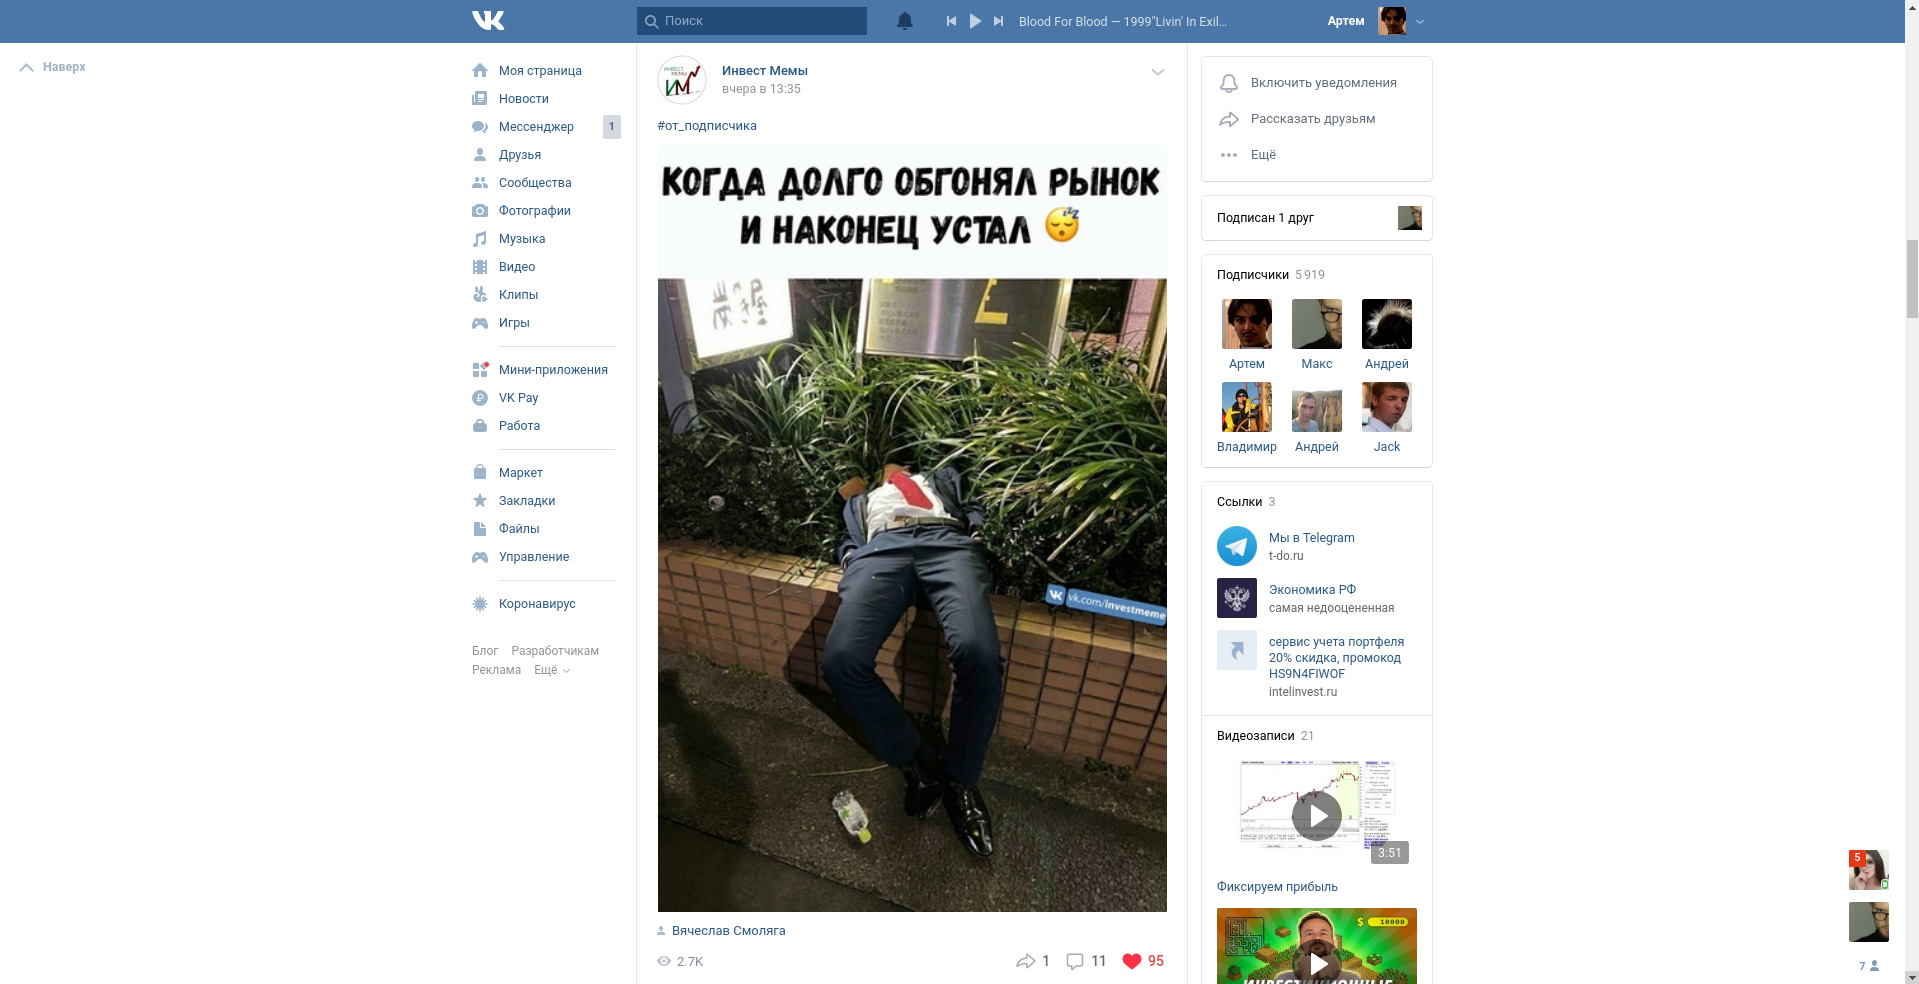 Поиск
Blood For Blood — 1999"Livin' In Exil...
Артем
Наверх
Моя страница
Новости
Мессенджер 1
Друзья
Сообщества
Фотографии
Музыка
Видео
Клипы
Игры
Мини-приложения
VK Pay
Работа
Маркет
Закладки
Файлы
Управление
Коронавирус
Блог Разработчикам
Реклама Ещё
Инвест Мемы
вчера в 13:35
#от_подписчика
КОГДА ДОЛГО ОБГОНЯЛ РЫНОК
И НАКОНЕЦ УСТАЛ
vk.com/investmeme
Вячеслав Смоляга
2.7K
1 11 95
Включить уведомления
Рассказать друзьям
Ещё
Подписан 1 друг
Подписчики 5 919
Артем Макс Андрей
Владимир Андрей Jack
Ссылки 3
Мы в Telegram
t-do.ru
Экономика РФ
самая недооцененная
сервис учета портфеля
20% скидка, промокод
HS9N4FIWOF
intelinvest.ru
Видеозаписи 21
3:51
Фиксируем прибыль
$ 10000
5
7